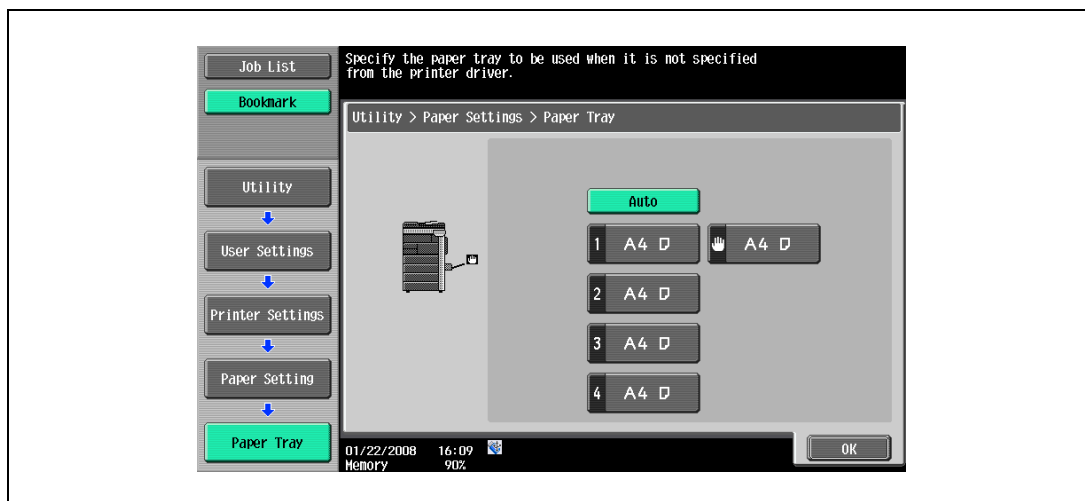 Job List
Bookmark
Specify the paper tray to be used when it is not specified
from the printer driver.
Utility > Paper Settings > Paper Tray
Utility
User Settings
Printer Settings
Paper Setting
Paper Tray
Auto
1 A4
A4
2 A4
3 A4
4 A4
01/22/2008 16:09
Memory 90%
OK